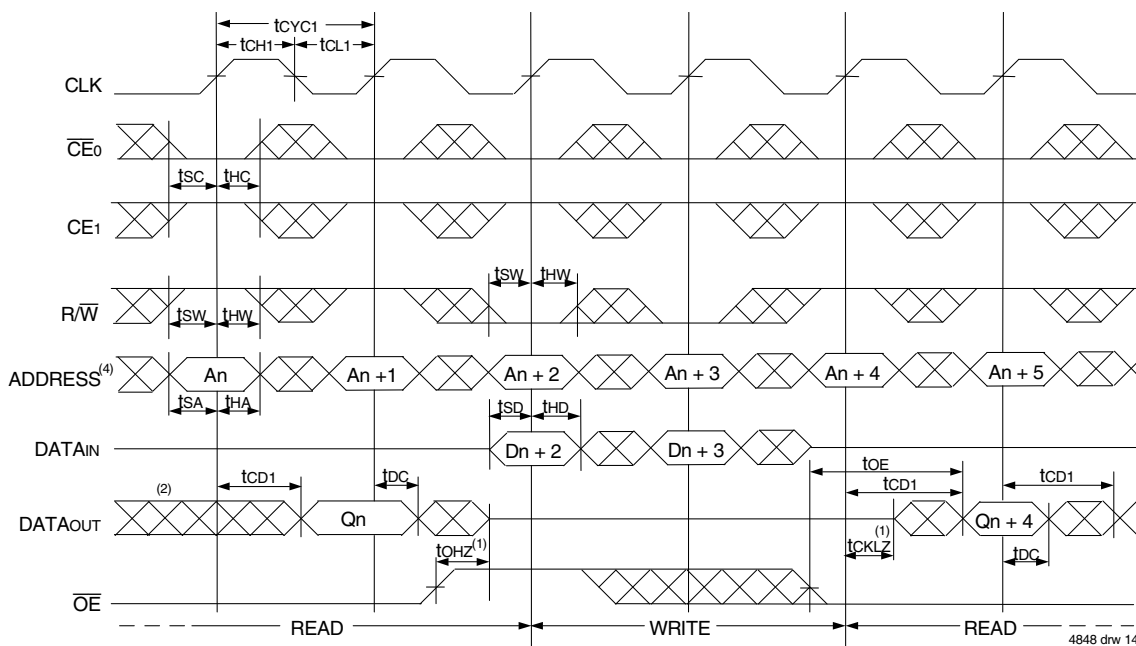 tCYC1
tCH1 tCL1
CLK
CE0
tSC tHC
CE1
tSW tHW
R/W
tSW tHW
ADDRESS(4) An An +1 An + 2 An + 3 An + 4 An + 5
tSA tHA
tSD tHD
DATAIN Dn + 2 Dn + 3
tOE
tCD1 tDC tCD1 tCD1
(2)
DATAOUT Qn Qn + 4
tOHZ(1) tCKLZ(1) tDC
OE
READ WRITE READ
4848 drw 14